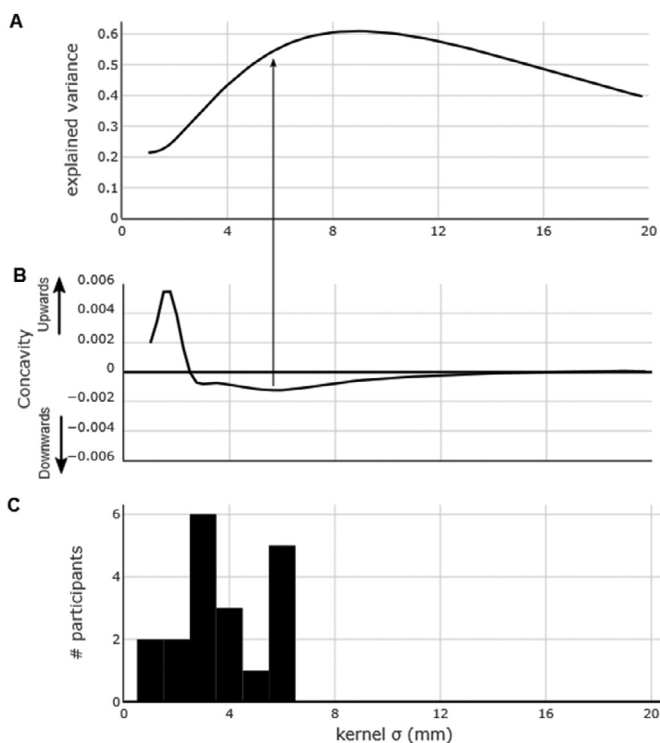 A
explained variance
0.6
0.5
0.4
0.3
0.2
0.1
0
0 4 8 12 16 20
B
Concavity
Upwards
Downwards
0.006
0.004
0.002
0
−0.002
−0.004
−0.006
C
# participants
6
4
2
0
0 4 8 12 16 20
kernel σ (mm)